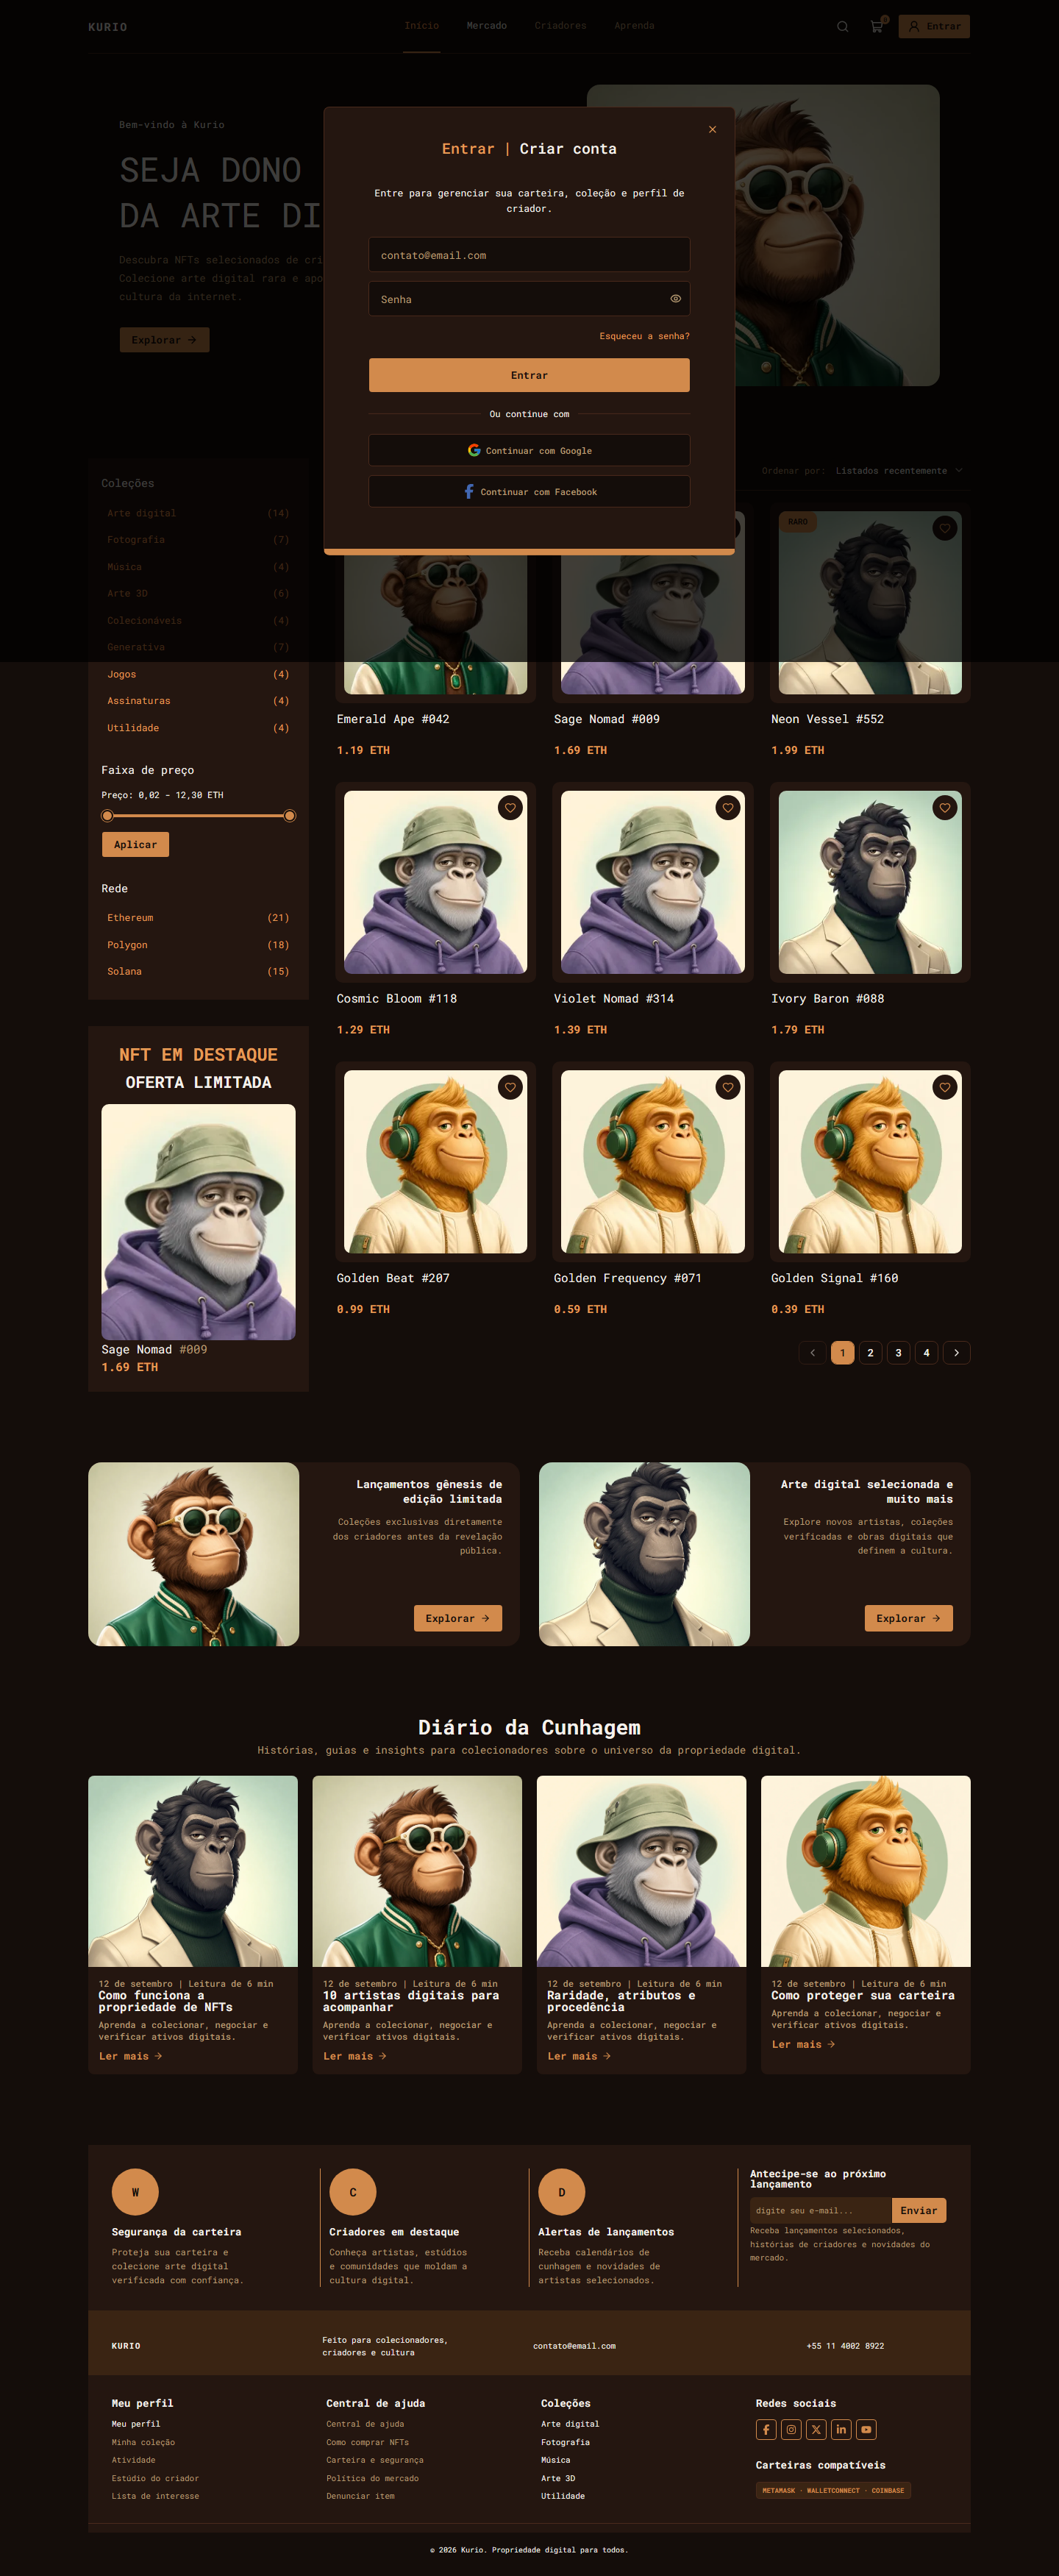 KURIO
Início Mercado Criadores Aprenda
0
Entrar
Bem-vindo à Kurio
SEJA DONO
DA ARTE DI
Descubra NFTs selecionados de cri
Colecione arte digital rara e apo
cultura da internet.
Explorar →
Entrar | Criar conta
Entre para gerenciar sua carteira, coleção e perfil de
criador.
contato@email.com
Senha
Esqueceu a senha?
Entrar
Ou continue com
Continuar com Google
Continuar com Facebook
Coleções
Arte digital (14)
Fotografia (7)
Música (4)
Arte 3D (6)
Colecionáveis (4)
Generativa (7)
Jogos (4)
Assinaturas (4)
Utilidade (4)
Faixa de preço
Preço: 0,02 - 12,30 ETH
Aplicar
Rede
Ethereum (21)
Polygon (18)
Solana (15)
NFT EM DESTAQUE
OFERTA LIMITADA
Sage Nomad #009
1.69 ETH
Ordenar por: Listados recentemente
RARO
Emerald Ape #042
1.19 ETH
Sage Nomad #009
1.69 ETH
Neon Vessel #552
1.99 ETH
Cosmic Bloom #118
1.29 ETH
Violet Nomad #314
1.39 ETH
Ivory Baron #088
1.79 ETH
Golden Beat #207
0.99 ETH
Golden Frequency #071
0.59 ETH
Golden Signal #160
0.39 ETH
1 2 3 4
Lançamentos gênesis de
edição limitada
Coleções exclusivas diretamente
dos criadores antes da revelação
pública.
Explorar →
Arte digital selecionada e
muito mais
Explore novos artistas, coleções
verificadas e obras digitais que
definem a cultura.
Explorar →
Diário da Cunhagem
Histórias, guias e insights para colecionadores sobre o universo da propriedade digital.
12 de setembro | Leitura de 6 min
Como funciona a
propriedade de NFTs
Aprenda a colecionar, negociar e
verificar ativos digitais.
Ler mais →
12 de setembro | Leitura de 6 min
10 artistas digitais para
acompanhar
Aprenda a colecionar, negociar e
verificar ativos digitais.
Ler mais →
12 de setembro | Leitura de 6 min
Raridade, atributos e
procedência
Aprenda a colecionar, negociar e
verificar ativos digitais.
Ler mais →
12 de setembro | Leitura de 6 min
Como proteger sua carteira
Aprenda a colecionar, negociar e
verificar ativos digitais.
Ler mais →
W
Segurança da carteira
Proteja sua carteira e
colecione arte digital
verificada com confiança.
C
Criadores em destaque
Conheça artistas, estúdios
e comunidades que moldam a
cultura digital.
D
Alertas de lançamentos
Receba calendários de
cunhagem e novidades de
artistas selecionados.
Antecipe-se ao próximo
lançamento
digite seu e-mail...
Enviar
Receba lançamentos selecionados,
histórias de criadores e novidades do
mercado.
KURIO
Feito para colecionadores,
criadores e cultura
contato@email.com
+55 11 4002 8922
Meu perfil
Meu perfil
Minha coleção
Atividade
Estúdio do criador
Lista de interesse
Central de ajuda
Central de ajuda
Como comprar NFTs
Carteira e segurança
Política do mercado
Denunciar item
Coleções
Arte digital
Fotografia
Música
Arte 3D
Utilidade
Redes sociais
Carteiras compatíveis
METAMASK · WALLETCONNECT · COINBASE
© 2026 Kurio. Propriedade digital para todos.